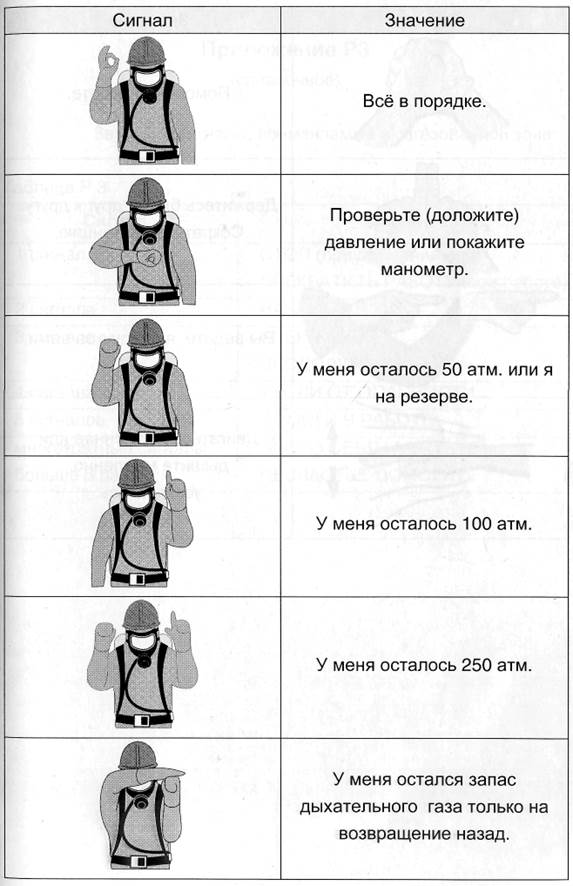 Сигнал
Значение
Всё в порядке.
Проверьте (доложите)
давление или покажите
манометр.
У меня осталось 50 атм. или я
на резерве.
У меня осталось 100 атм.
У меня осталось 250 атм.
У меня остался запас
дыхательного газа только на
возвращение назад.